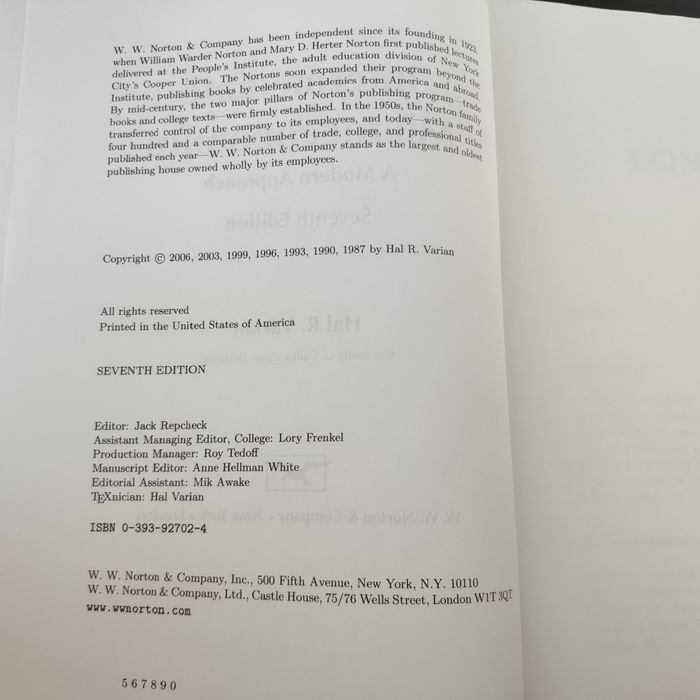 W. W. Norton & Company has been independent since its founding in 1923,
when William Warder Norton and Mary D. Herter Norton first published lectures
delivered at the People's Institute, the adult education division of New York
City's Cooper Union. The Nortons soon expanded their program beyond the
Institute, publishing books by celebrated academics from America and abroad.
By mid-century, the two major pillars of Norton's publishing program—trade
books and college texts—were firmly established. In the 1950s, the Norton family
transferred control of the company to its employees, and today—with a staff of
four hundred and a comparable number of trade, college, and professional titles
published each year—W. W. Norton & Company stands as the largest and oldest
publishing house owned wholly by its employees.
A Modern Approach
Seventh Edition
Copyright © 2006, 2003, 1999, 1996, 1993, 1990, 1987 by Hal R. Varian
All rights reserved
Printed in the United States of America
Hal R.
SEVENTH EDITION
Editor: Jack Repcheck
Assistant Managing Editor, College: Lory Frenkel
Production Manager: Roy Tedoff
Manuscript Editor: Anne Hellman White
Editorial Assistant: Mik Awake
TEXnician: Hal Varian
W. W. Norton & Company • New York • London
ISBN 0-393-92702-4
W. W. Norton & Company, Inc., 500 Fifth Avenue, New York, N.Y. 10110
W. W. Norton & Company, Ltd., Castle House, 75/76 Wells Street, London W1T 3QT
www.wwnorton.com
5 6 7 8 9 0